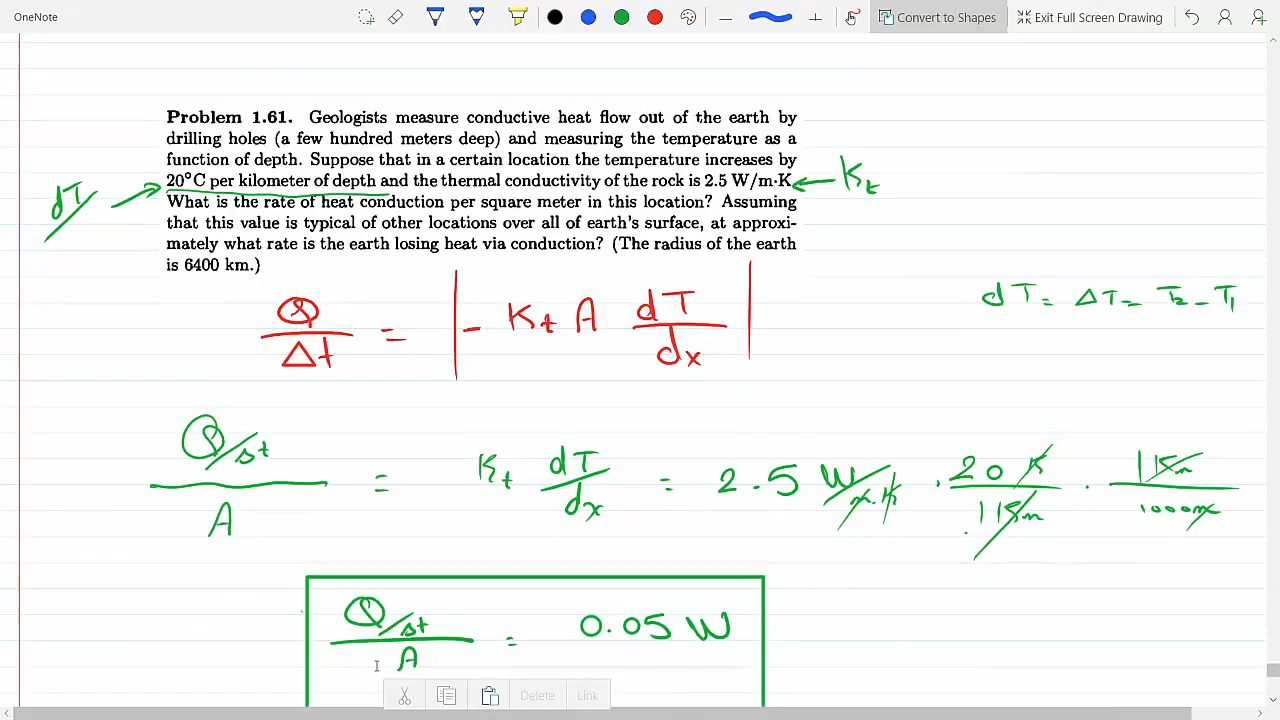 OneNote
Convert to Shapes
Exit Full Screen Drawing
Problem 1.61. Geologists measure conductive heat flow out of the earth by
drilling holes (a few hundred meters deep) and measuring the temperature as a
function of depth. Suppose that in a certain location the temperature increases by
20°C per kilometer of depth and the thermal conductivity of the rock is 2.5 W/m·K.
What is the rate of heat conduction per square meter in this location? Assuming
that this value is typical of other locations over all of earth's surface, at approxi-
mately what rate is the earth losing heat via conduction? (The radius of the earth
is 6400 km.)
dT
Kt
dT = ΔT = T2 - T1
Q/Δt = | - Kt A dT/dx |
Q/Δt / A = Kt dT/dx = 2.5 W/m.K . 20 K/1 km . 1 km/1000 m
Q/Δt / A = 0.05 W
Delete
Link